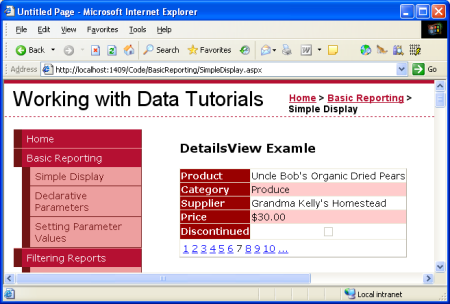 Untitled Page - Microsoft Internet Explorer
File Edit View Favorites Tools Help
Back Search Favorites
Address http://localhost:1409/Code/BasicReporting/SimpleDisplay.aspx Go
Working with Data Tutorials
Home > Basic Reporting >
Simple Display
Home
Basic Reporting
Simple Display
Declarative
Parameters
Setting Parameter
Values
Filtering Reports
DetailsView Examle
Product Uncle Bob's Organic Dried Pears
Category Produce
Supplier Grandma Kelly's Homestead
Price $30.00
Discontinued
1 2 3 4 5 6 7 8 9 10 ...
Local intranet